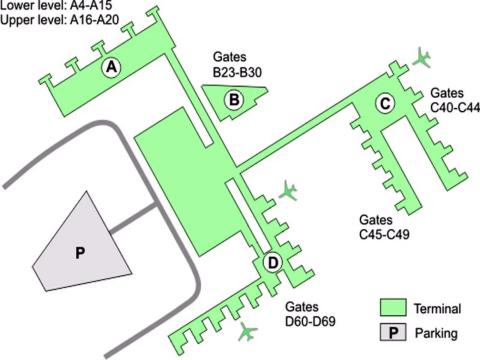 Lower level: A4-A15
Upper level: A16-A20
A
Gates
B23-B30
B
C
Gates
C40-C44
Gates
C45-C49
P
D
Gates
D60-D69
Terminal
P Parking